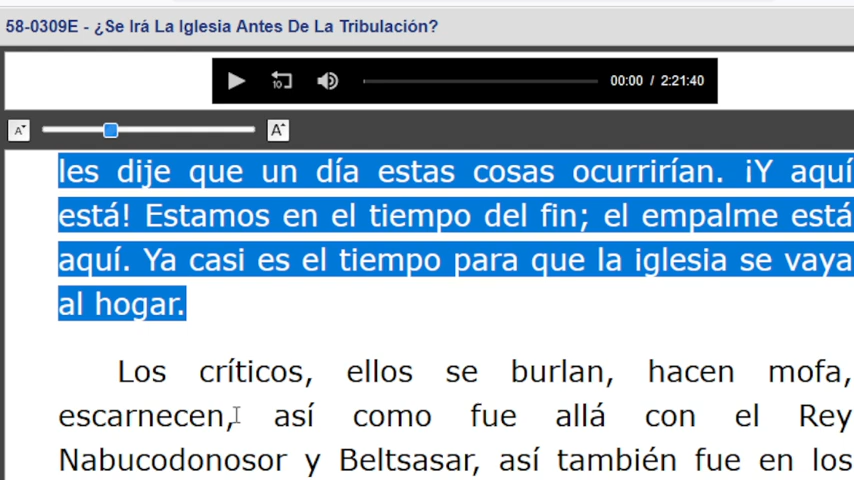 58-0309E - ¿Se Irá La Iglesia Antes De La Tribulación?
10
00:00 / 2:21:40
A
A
les dije que un día estas cosas ocurrirían. ¡Y aquí
está! Estamos en el tiempo del fin; el empalme está
aquí. Ya casi es el tiempo para que la iglesia se vaya
al hogar.
Los críticos, ellos se burlan, hacen mofa,
escarnecen, así como fue allá con el Rey
Nabucodonosor y Beltsasar, así también fue en los